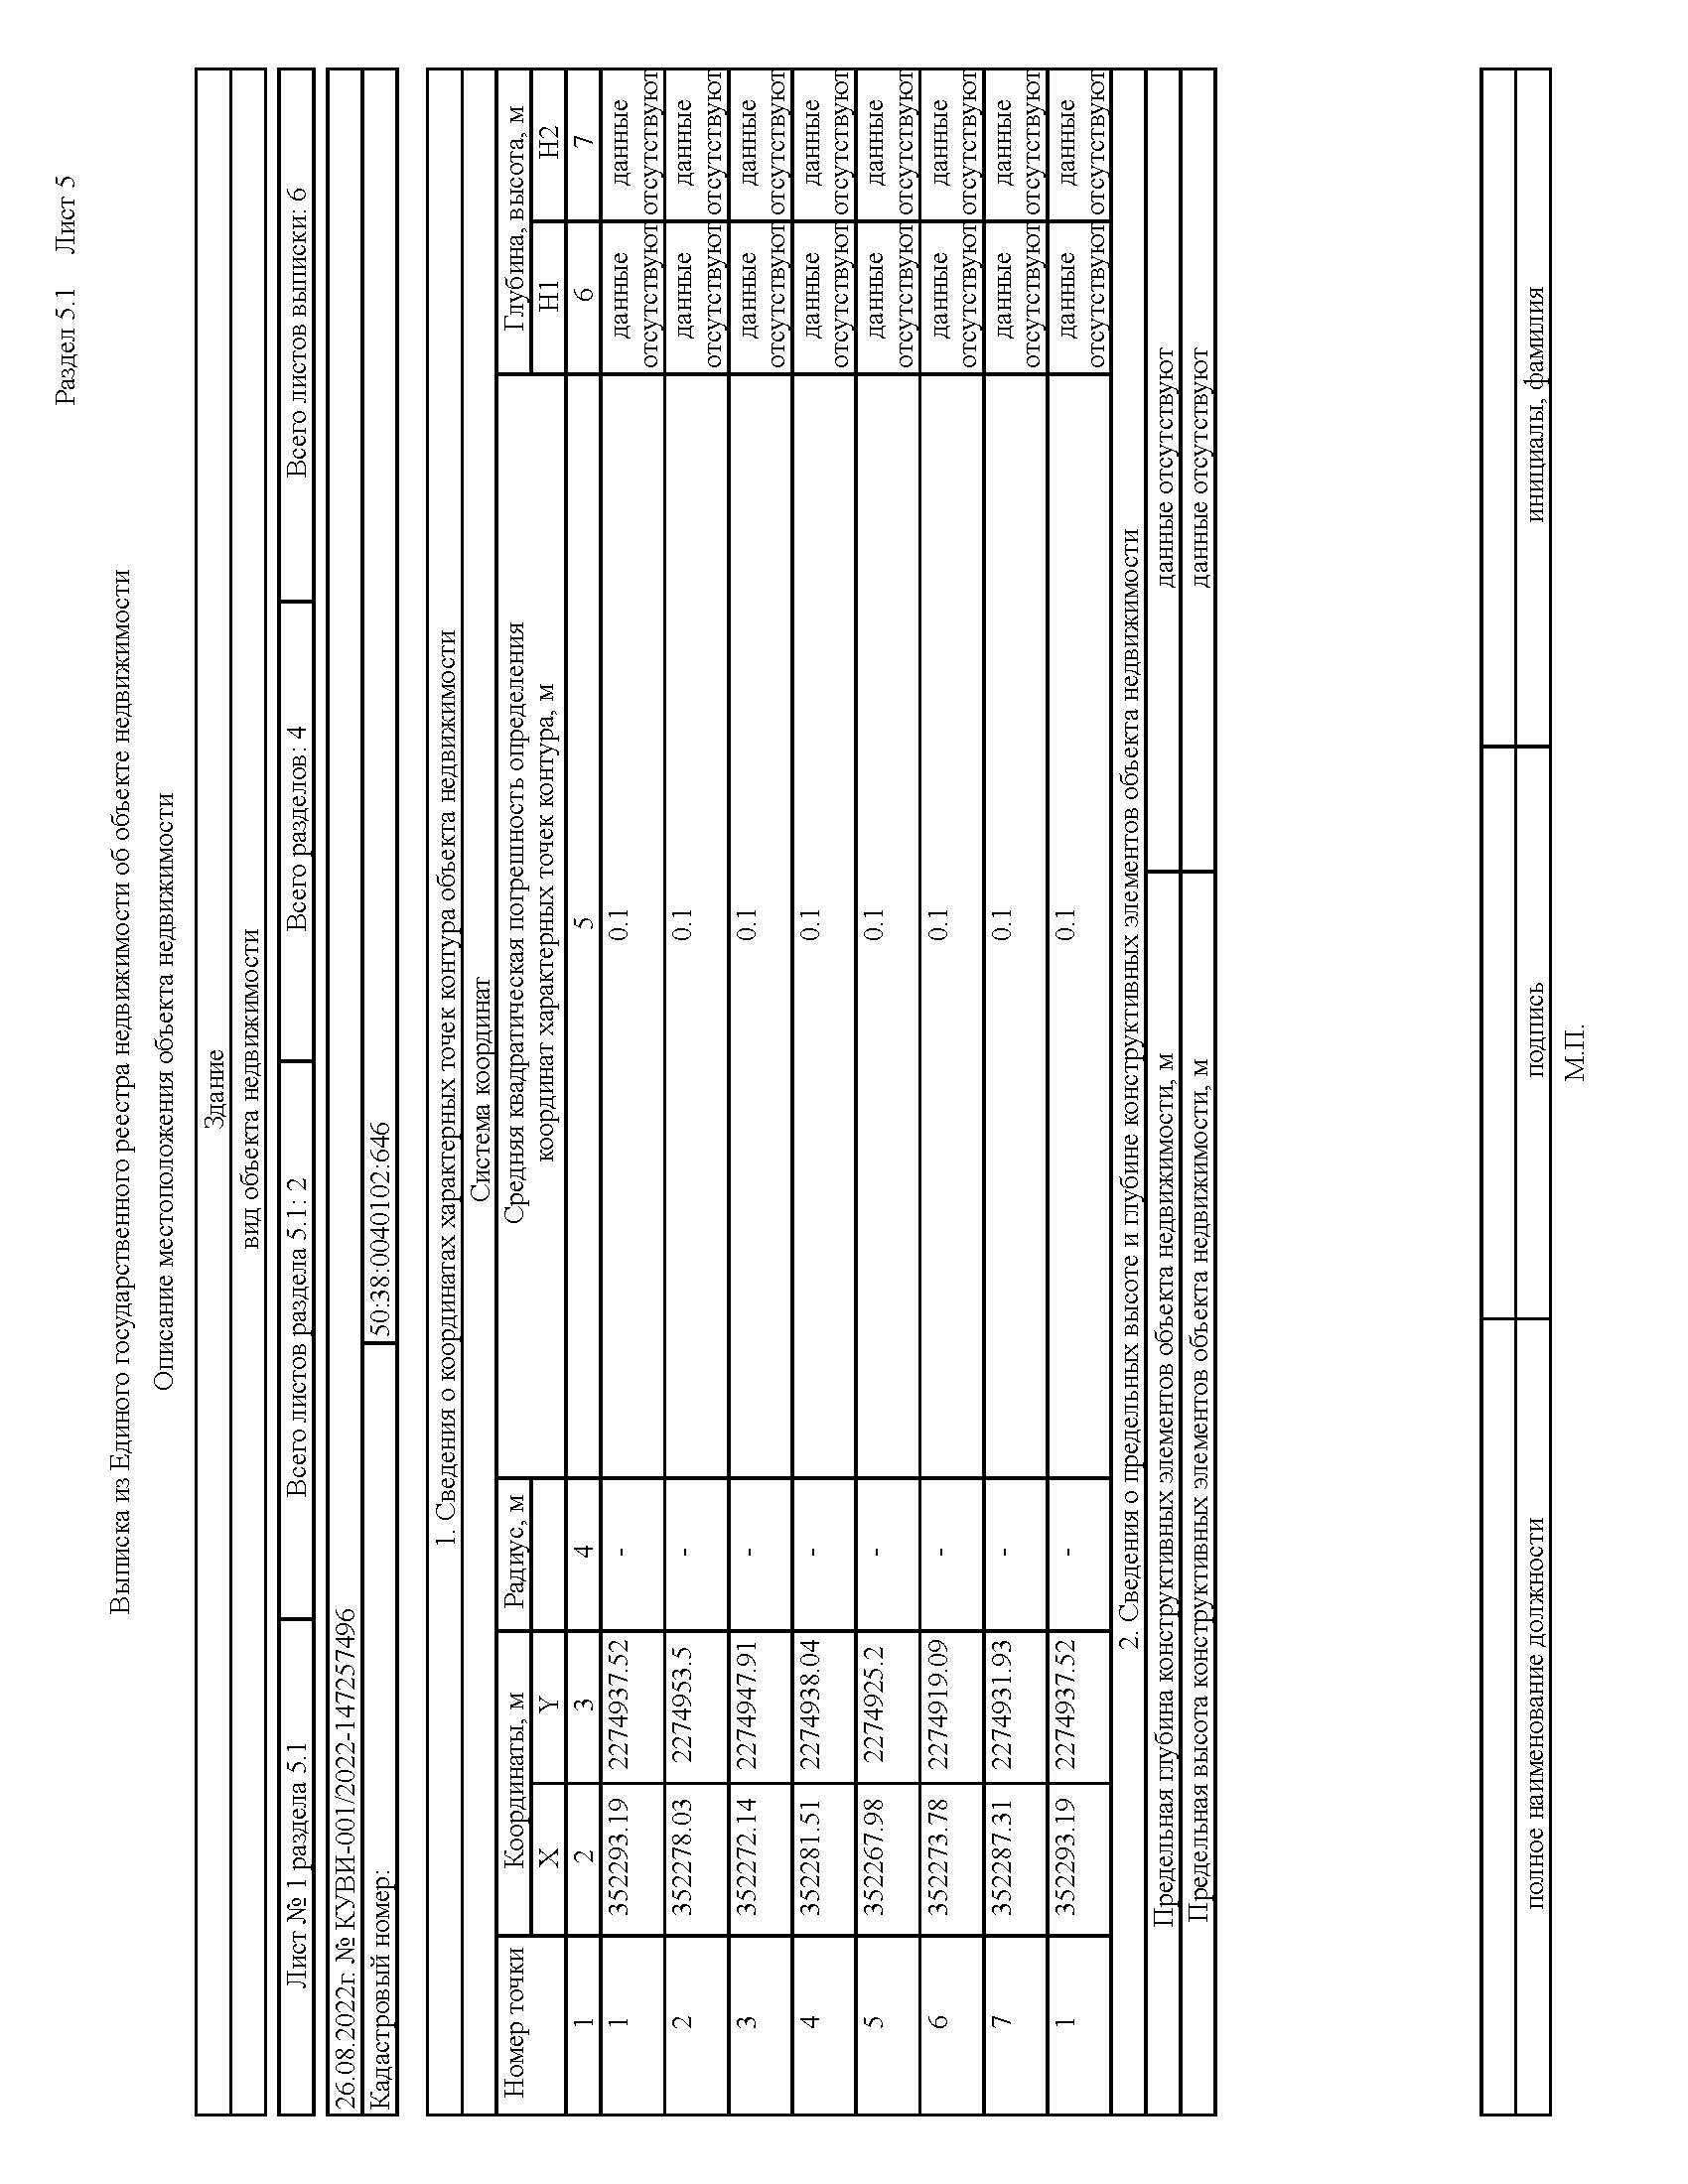 Раздел 5.1 Лист 5
Выписка из Единого государственного реестра недвижимости об объекте недвижимости
Описание местоположения объекта недвижимости
Здание
вид объекта недвижимости
Лист № 1 раздела 5.1 Всего листов раздела 5.1: 2 Всего разделов: 4 Всего листов выписки: 6
26.08.2022г. № КУВИ-001/2022-147257496
Кадастровый номер: 50:38:0040102:646
1. Сведения о координатах характерных точек контура объекта недвижимости
Система координат
Номер точки Координаты, м Радиус, м Средняя квадратическая погрешность определения Глубина, высота, м
X Y координат характерных точек контура, м H1 H2
1 2 3 4 5 6 7
1 352293.19 2274937.52 - 0.1 данные данные
отсутствуют отсутствуют
2 352278.03 2274953.5 - 0.1 данные данные
отсутствуют отсутствуют
3 352272.14 2274947.91 - 0.1 данные данные
отсутствуют отсутствуют
4 352281.51 2274938.04 - 0.1 данные данные
отсутствуют отсутствуют
5 352267.98 2274925.2 - 0.1 данные данные
отсутствуют отсутствуют
6 352273.78 2274919.09 - 0.1 данные данные
отсутствуют отсутствуют
7 352287.31 2274931.93 - 0.1 данные данные
отсутствуют отсутствуют
1 352293.19 2274937.52 - 0.1 данные данные
отсутствуют отсутствуют
2. Сведения о предельных высоте и глубине конструктивных элементов объекта недвижимости
Предельная глубина конструктивных элементов объекта недвижимости, м данные отсутствуют
Предельная высота конструктивных элементов объекта недвижимости, м данные отсутствуют
полное наименование должности подпись инициалы, фамилия
М.П.